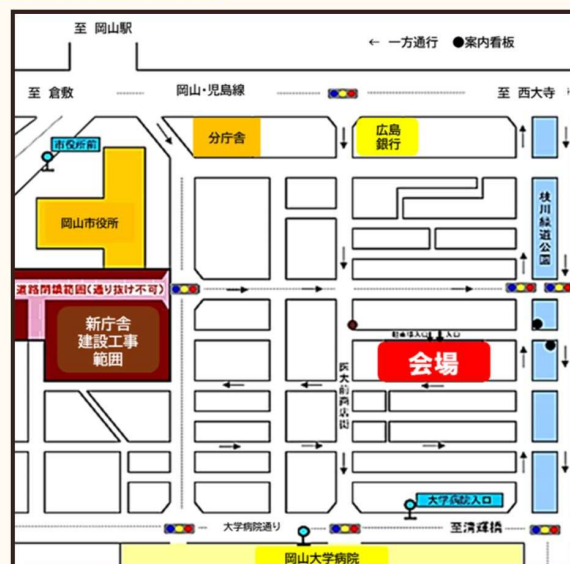 至 岡山駅
← 一方通行 ●案内看板
至 倉敷
岡山・児島線
至 西大寺
市役所前
分庁舎
広島
銀行
岡山市役所
枝川緑道公園
道路閉鎖範囲(通り抜け不可)
新庁舎
建設工事
範囲
入口
会場
医大前商店街
大学病院入口
大学病院通り
至清輝橋
岡山大学病院